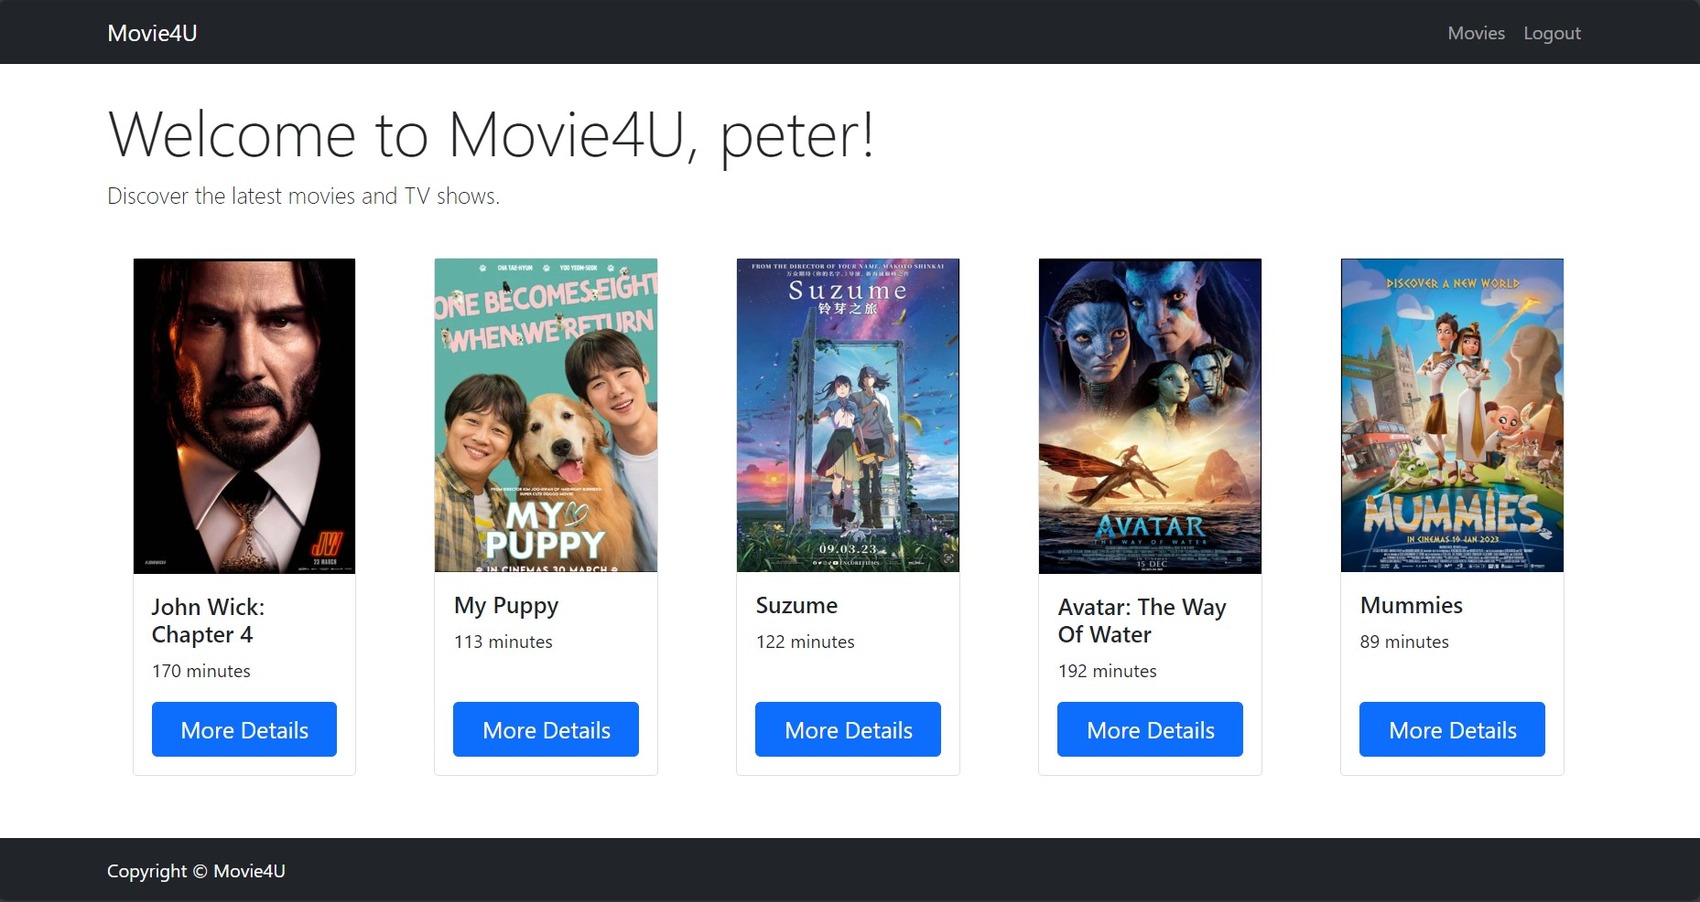 Movie4U
Movies Logout
Welcome to Movie4U, peter!
Discover the latest movies and TV shows.
JW4
23 MARCH
CHA TAE-HYUN YOO YEON-SEOK
ONE BECOMES EIGHT
WHEN WE RETURN
MY
PUPPY
IN CINEMAS 30 MARCH
FROM THE DIRECTOR OF YOUR NAME, MAKOTO SHINKAI
Suzume
铃芽之旅
09.03.23
AVATAR
THE WAY OF WATER
15 DEC
DISCOVER A NEW WORLD
MUMMIES
IN CINEMAS 19 JAN 2023
John Wick:
Chapter 4
170 minutes
More Details
My Puppy
113 minutes
More Details
Suzume
122 minutes
More Details
Avatar: The Way
Of Water
192 minutes
More Details
Mummies
89 minutes
More Details
Copyright © Movie4U